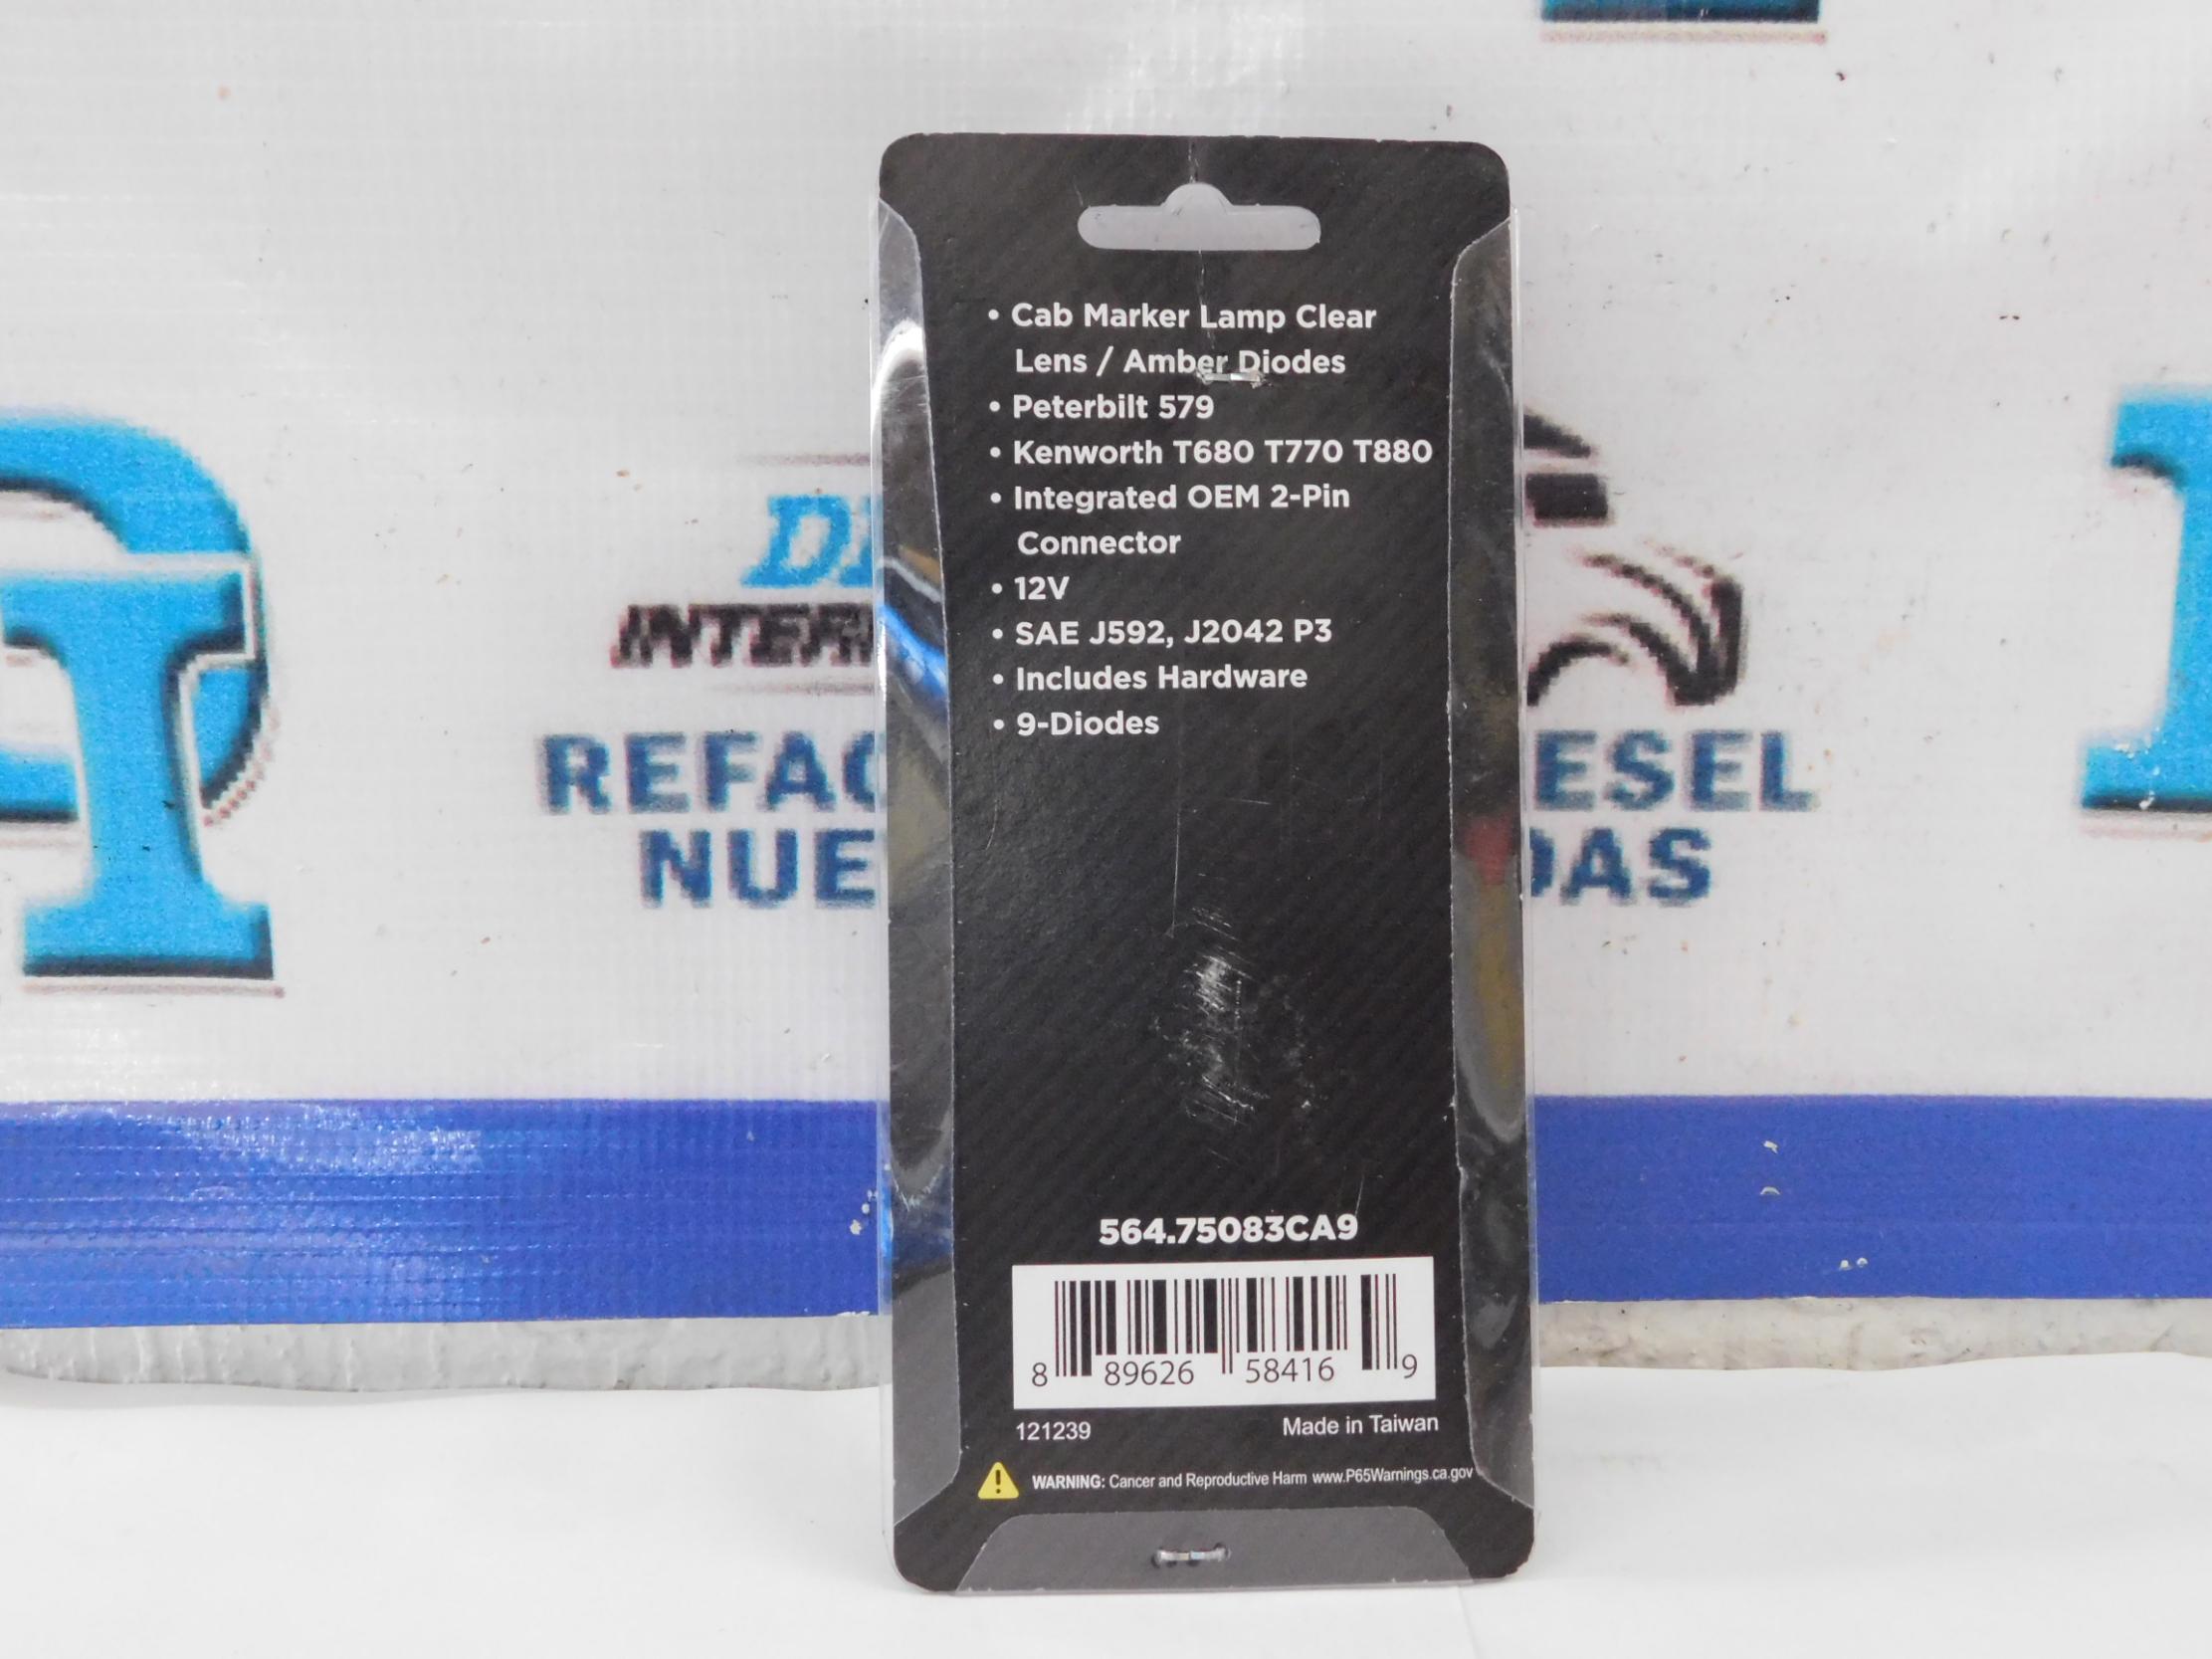 • Cab Marker Lamp Clear
Lens / Amber Diodes
• Peterbilt 579
• Kenworth T680 T770 T880
• Integrated OEM 2-Pin
Connector
• 12V
• SAE J592, J2042 P3
• Includes Hardware
• 9-Diodes
564.75083CA9
8 89626 58416 9
121239 Made in Taiwan
WARNING: Cancer and Reproductive Harm www.P65Warnings.ca.gov